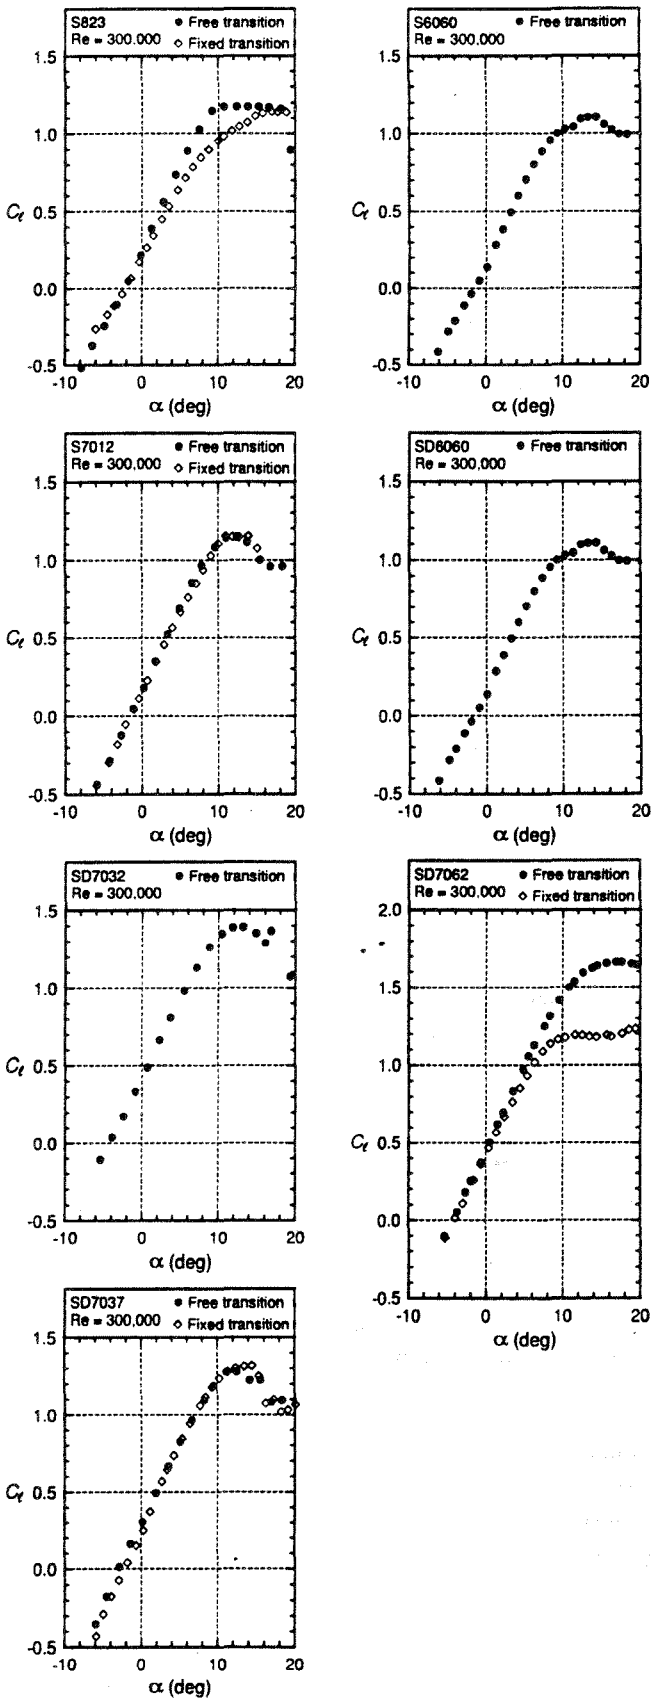 S823 ● Free transition
Re = 300,000 ◇ Fixed transition
1.5
1.0
Cℓ 0.5
0.0
-0.5
-10 0 10 20
α (deg)
S6060 ● Free transition
Re = 300,000
1.5
1.0
Cℓ 0.5
0.0
-0.5
-10 0 10 20
α (deg)
S7012 ● Free transition
Re = 300,000 ◇ Fixed transition
1.5
1.0
Cℓ 0.5
0.0
-0.5
-10 0 10 20
α (deg)
SD6060 ● Free transition
Re = 300,000
1.5
1.0
Cℓ 0.5
0.0
-0.5
-10 0 10 20
α (deg)
SD7032 ● Free transition
Re = 300,000
1.5
1.0
Cℓ 0.5
0.0
-0.5
-10 0 10 20
α (deg)
SD7062 ● Free transition
Re = 300,000 ◇ Fixed transition
2.0
1.5
1.0
Cℓ 0.5
0.0
-0.5
-10 0 10 20
α (deg)
SD7037 ● Free transition
Re = 300,000 ◇ Fixed transition
1.5
1.0
Cℓ 0.5
0.0
-0.5
-10 0 10 20
α (deg)